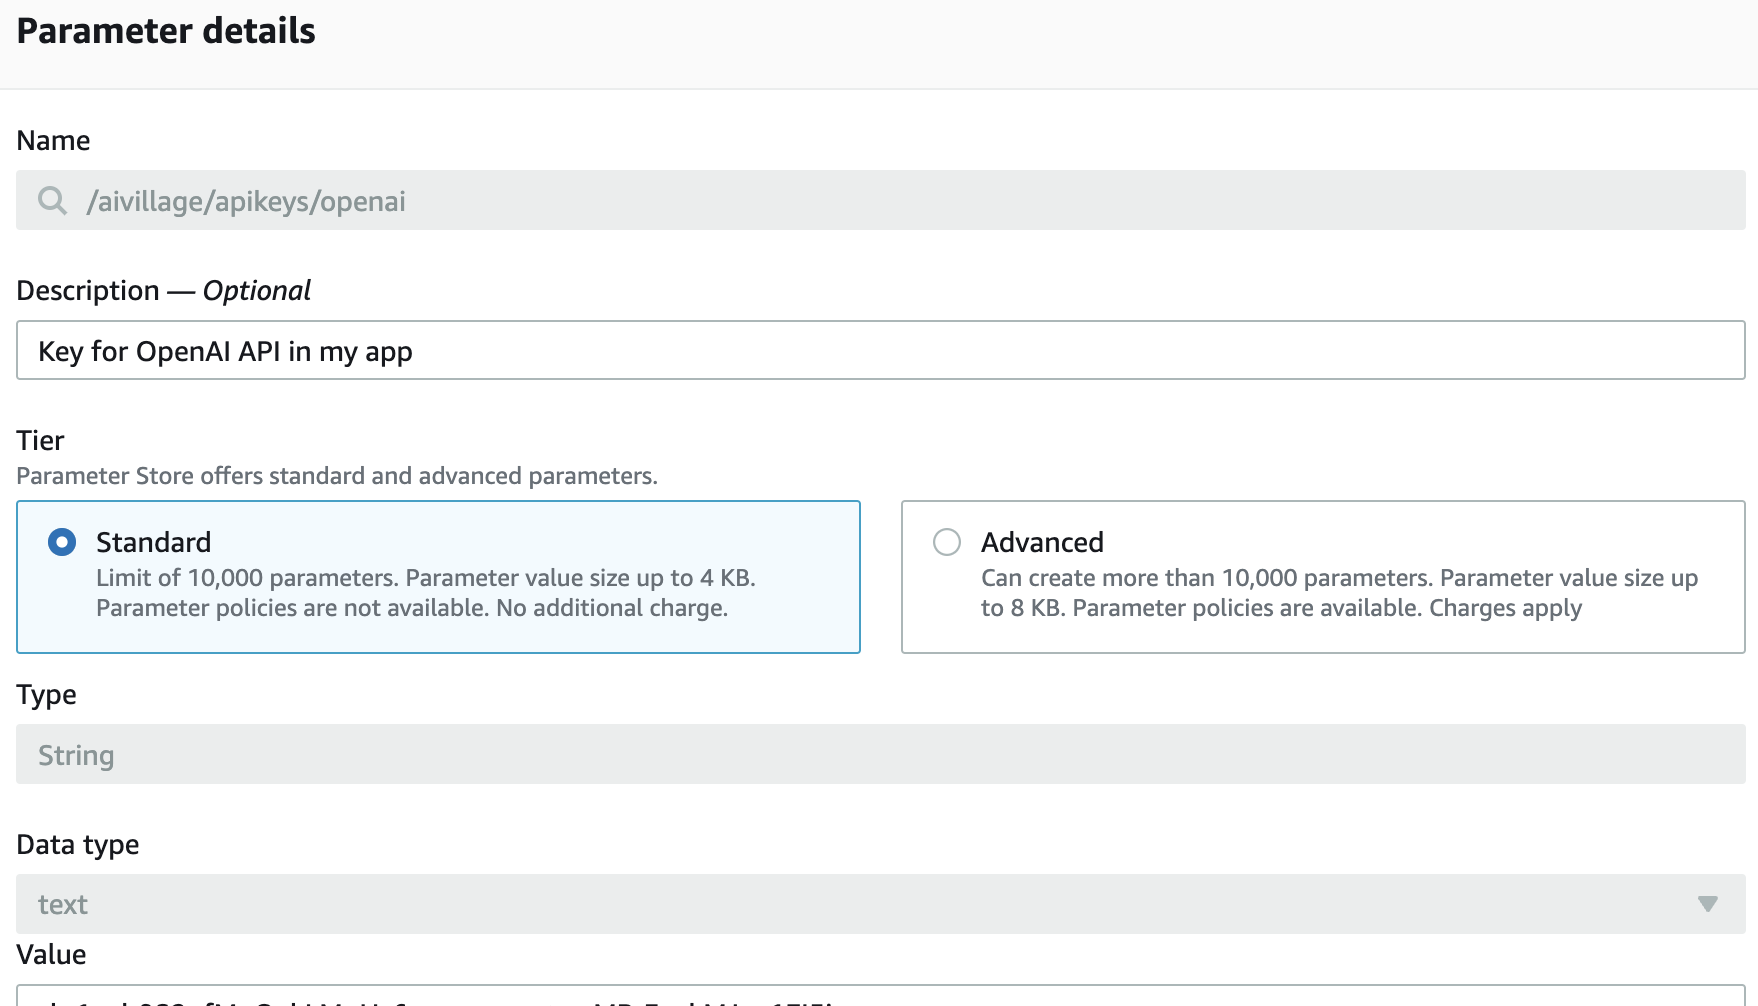 Parameter details
Name
/aivillage/apikeys/openai
Description — Optional
Key for OpenAI API in my app
Tier
Parameter Store offers standard and advanced parameters.
Standard
Limit of 10,000 parameters. Parameter value size up to 4 KB.
Parameter policies are not available. No additional charge.
Advanced
Can create more than 10,000 parameters. Parameter value size up
to 8 KB. Parameter policies are available. Charges apply
Type
String
Data type
text
Value